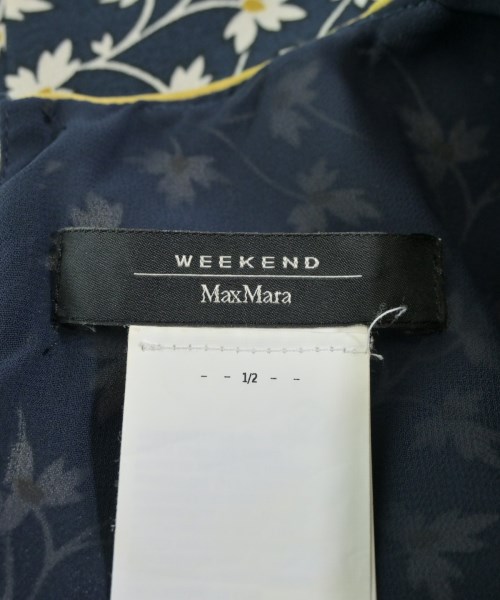 WEEKEND
MaxMara
- - 1/2 - -